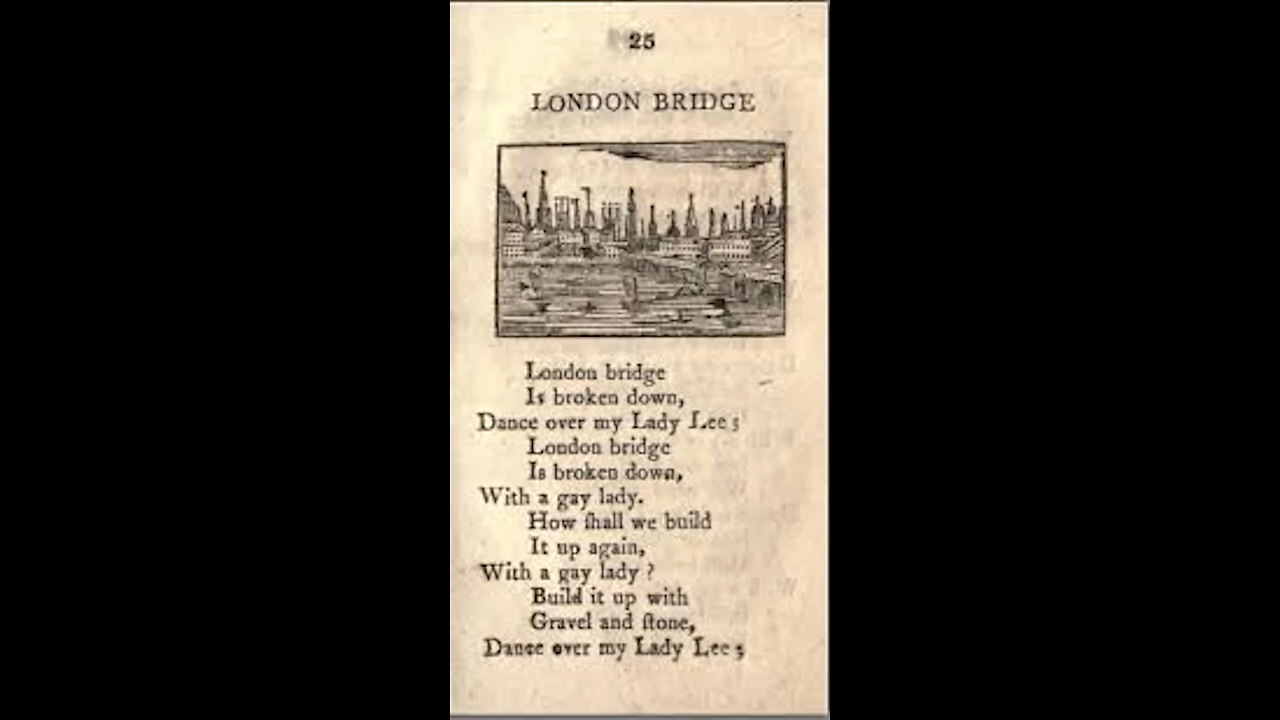 25
LONDON BRIDGE
London bridge
Is broken down,
Dance over my Lady Lee;
London bridge
Is broken down,
With a gay lady.
How ſhall we build
It up again,
With a gay lady ?
Build it up with
Gravel and ſtone,
Dance over my Lady Lee;